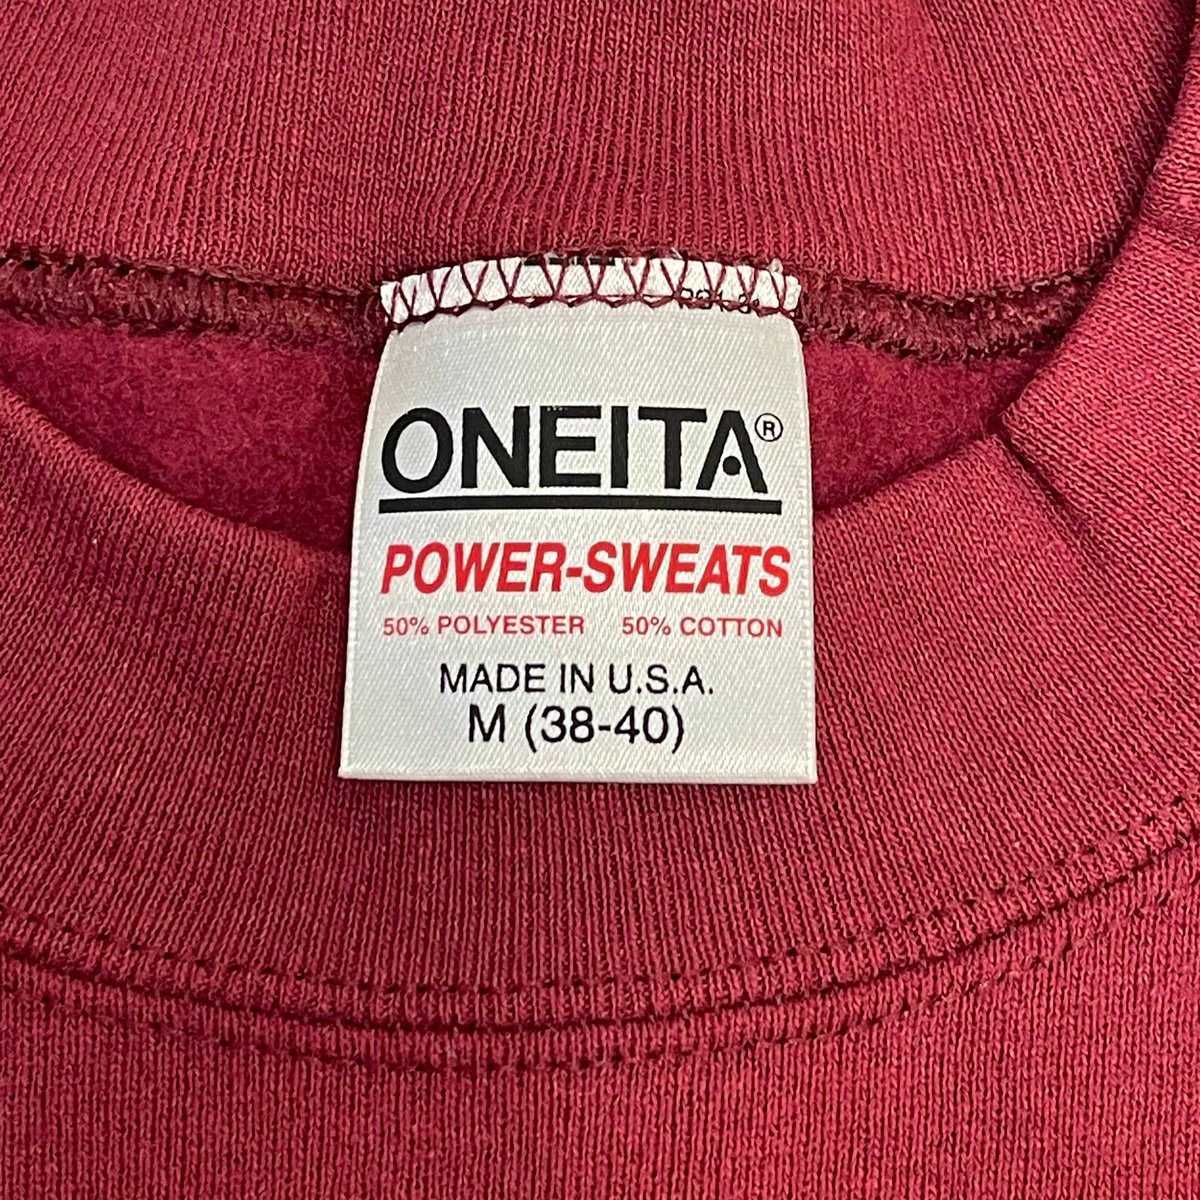 ONEITA®
POWER-SWEATS
50% POLYESTER 50% COTTON
MADE IN U.S.A.
M (38-40)